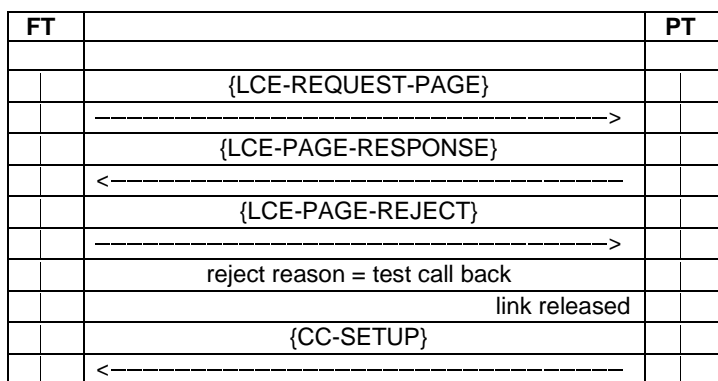 FT PT
{LCE-REQUEST-PAGE}
{LCE-PAGE-RESPONSE}
{LCE-PAGE-REJECT}
reject reason = test call back
link released
{CC-SETUP}